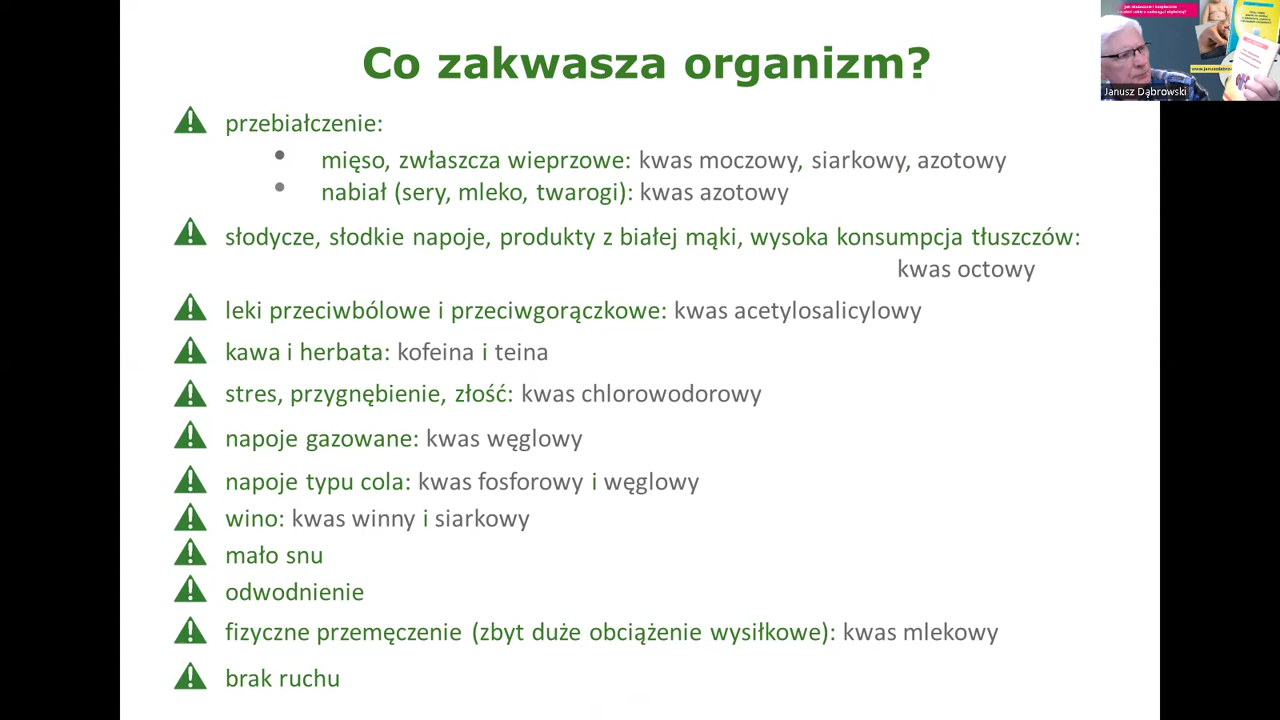 Co zakwasza organizm?
przebiałczenie:
mięso, zwłaszcza wieprzowe: kwas moczowy, siarkowy, azotowy
nabiał (sery, mleko, twarogi): kwas azotowy
słodycze, słodkie napoje, produkty z białej mąki, wysoka konsumpcja tłuszczów:
kwas octowy
leki przeciwbólowe i przeciwgorączkowe: kwas acetylosalicylowy
kawa i herbata: kofeina i teina
stres, przygnębienie, złość: kwas chlorowodorowy
napoje gazowane: kwas węglowy
napoje typu cola: kwas fosforowy i węglowy
wino: kwas winny i siarkowy
mało snu
odwodnienie
fizyczne przemęczenie (zbyt duże obciążenie wysiłkowe): kwas mlekowy
brak ruchu
Janusz Dąbrowski